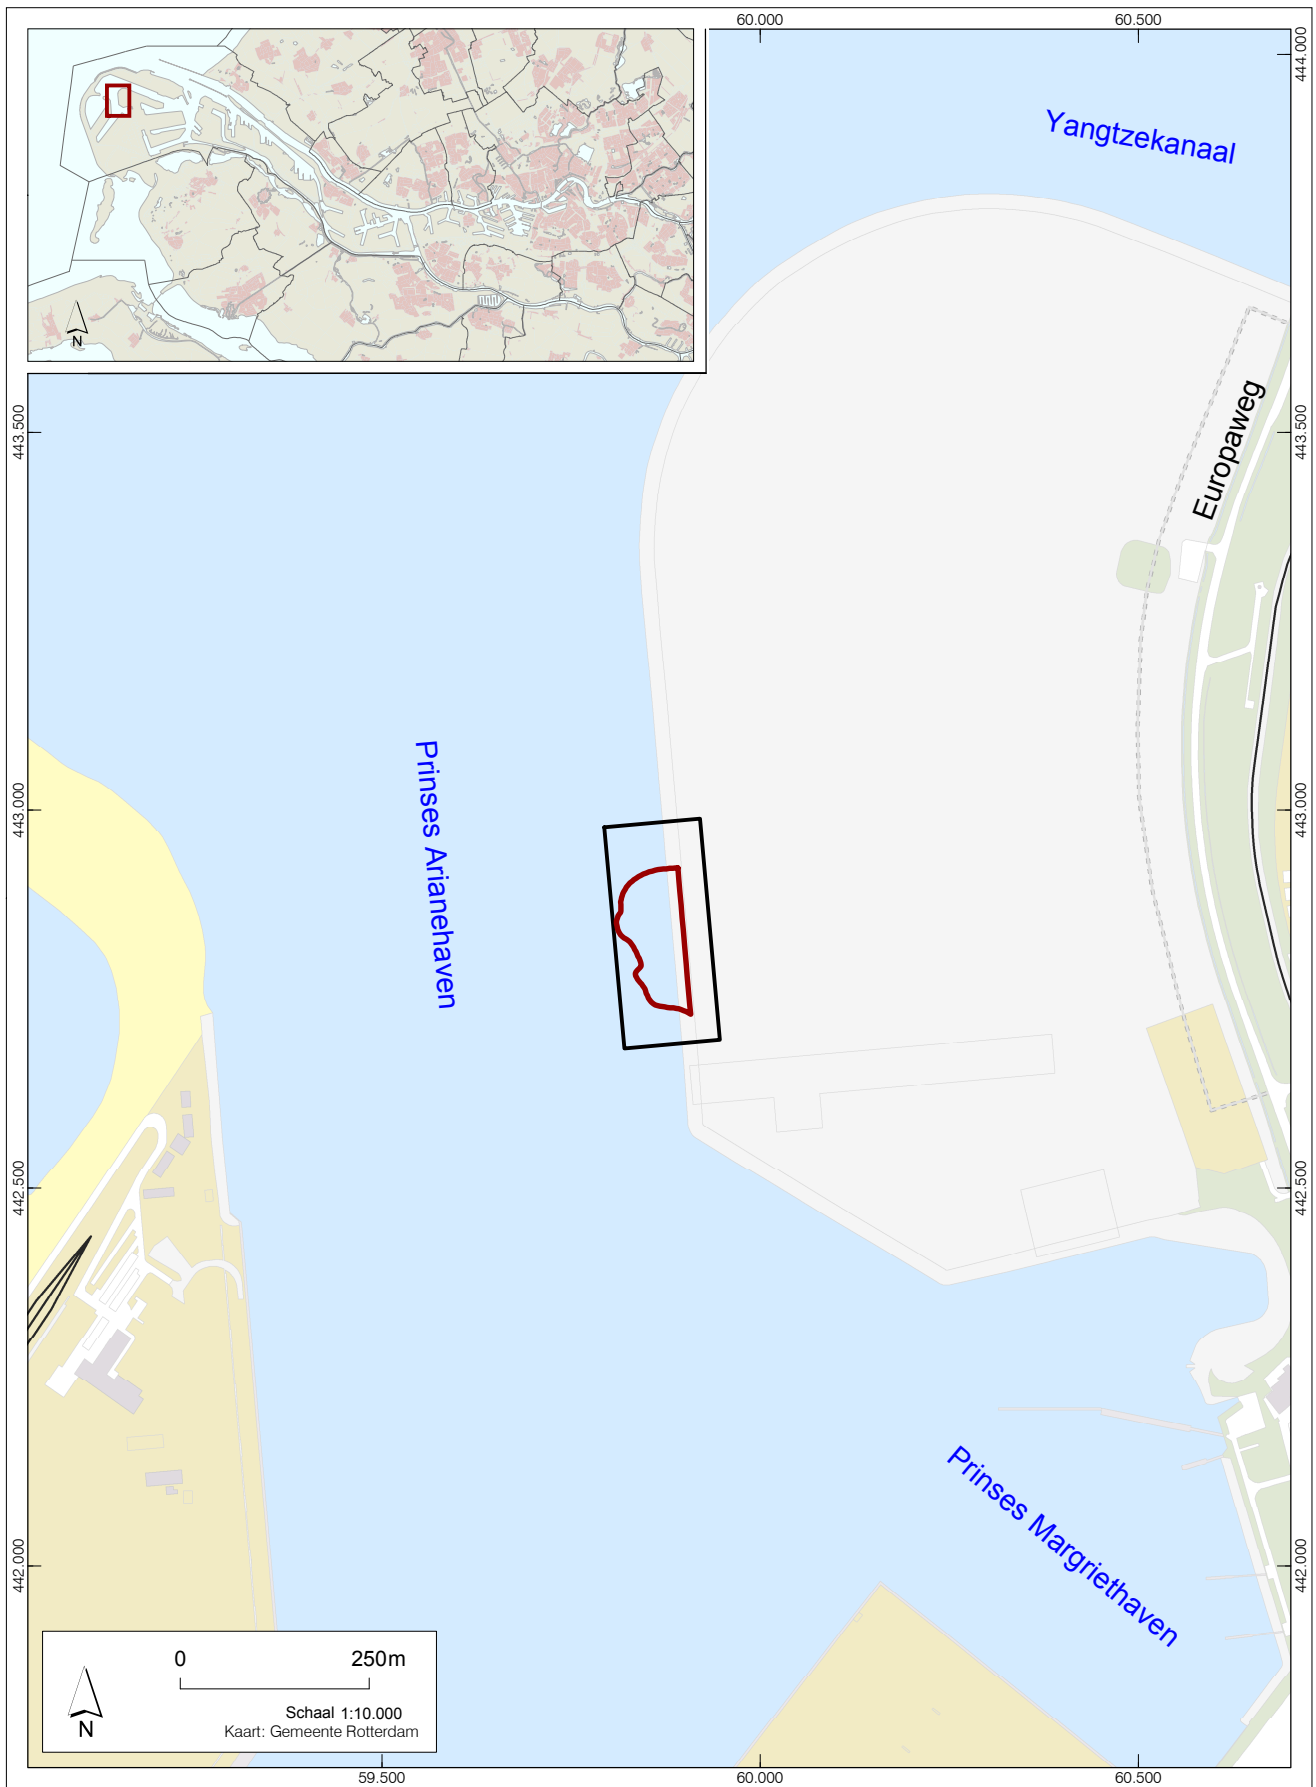 60.000
60.500
444.000
Yangtzekanaal
N
443.500
443.500
Europaweg
Prinses Arianehaven
443.000
443.000
442.500
442.500
Prinses Margriethaven
442.000
442.000
0
250m
Schaal 1:10.000
Kaart: Gemeente Rotterdam
N
59.500
60.000
60.500